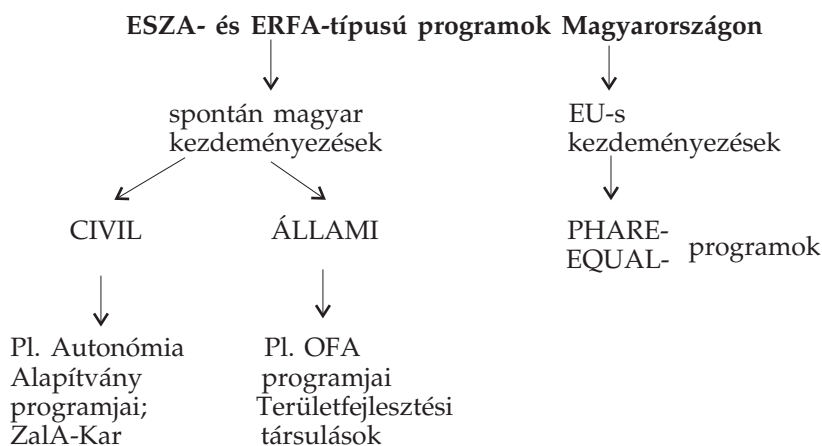 ESZA- és ERFA-típusú programok Magyarországon
spontán magyar
kezdeményezések
EU-s
kezdeményezések
CIVIL
ÁLLAMI
PHARE-
EQUAL-
programok
Pl. Autonómia
Alapítvány
programjai;
ZalA-Kar
Pl. OFA
programjai
Területfejlesztési
társulások